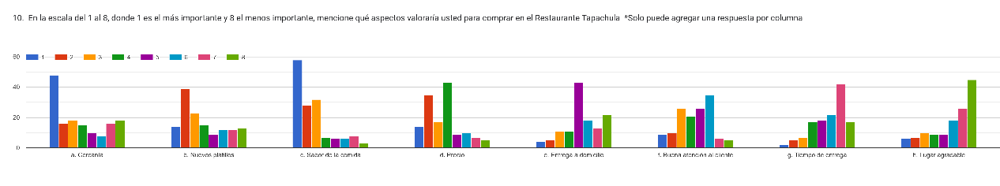 10. En la escala del 1 al 8, donde 1 es el más importante y 8 el menos importante, mencione qué aspectos valoraría usted para comprar en el Restaurante Tapachula *Solo puede agregar una respuesta por columna
60 1 2 3 4 5 6 7 8
40
20
0
a. Cercanía b. Nuevos platillos c. Sabor de la comida d. Precio e. Entrega a domicilio f. Buena atención al cliente g. Tiempo de entrega h. Lugar agradable